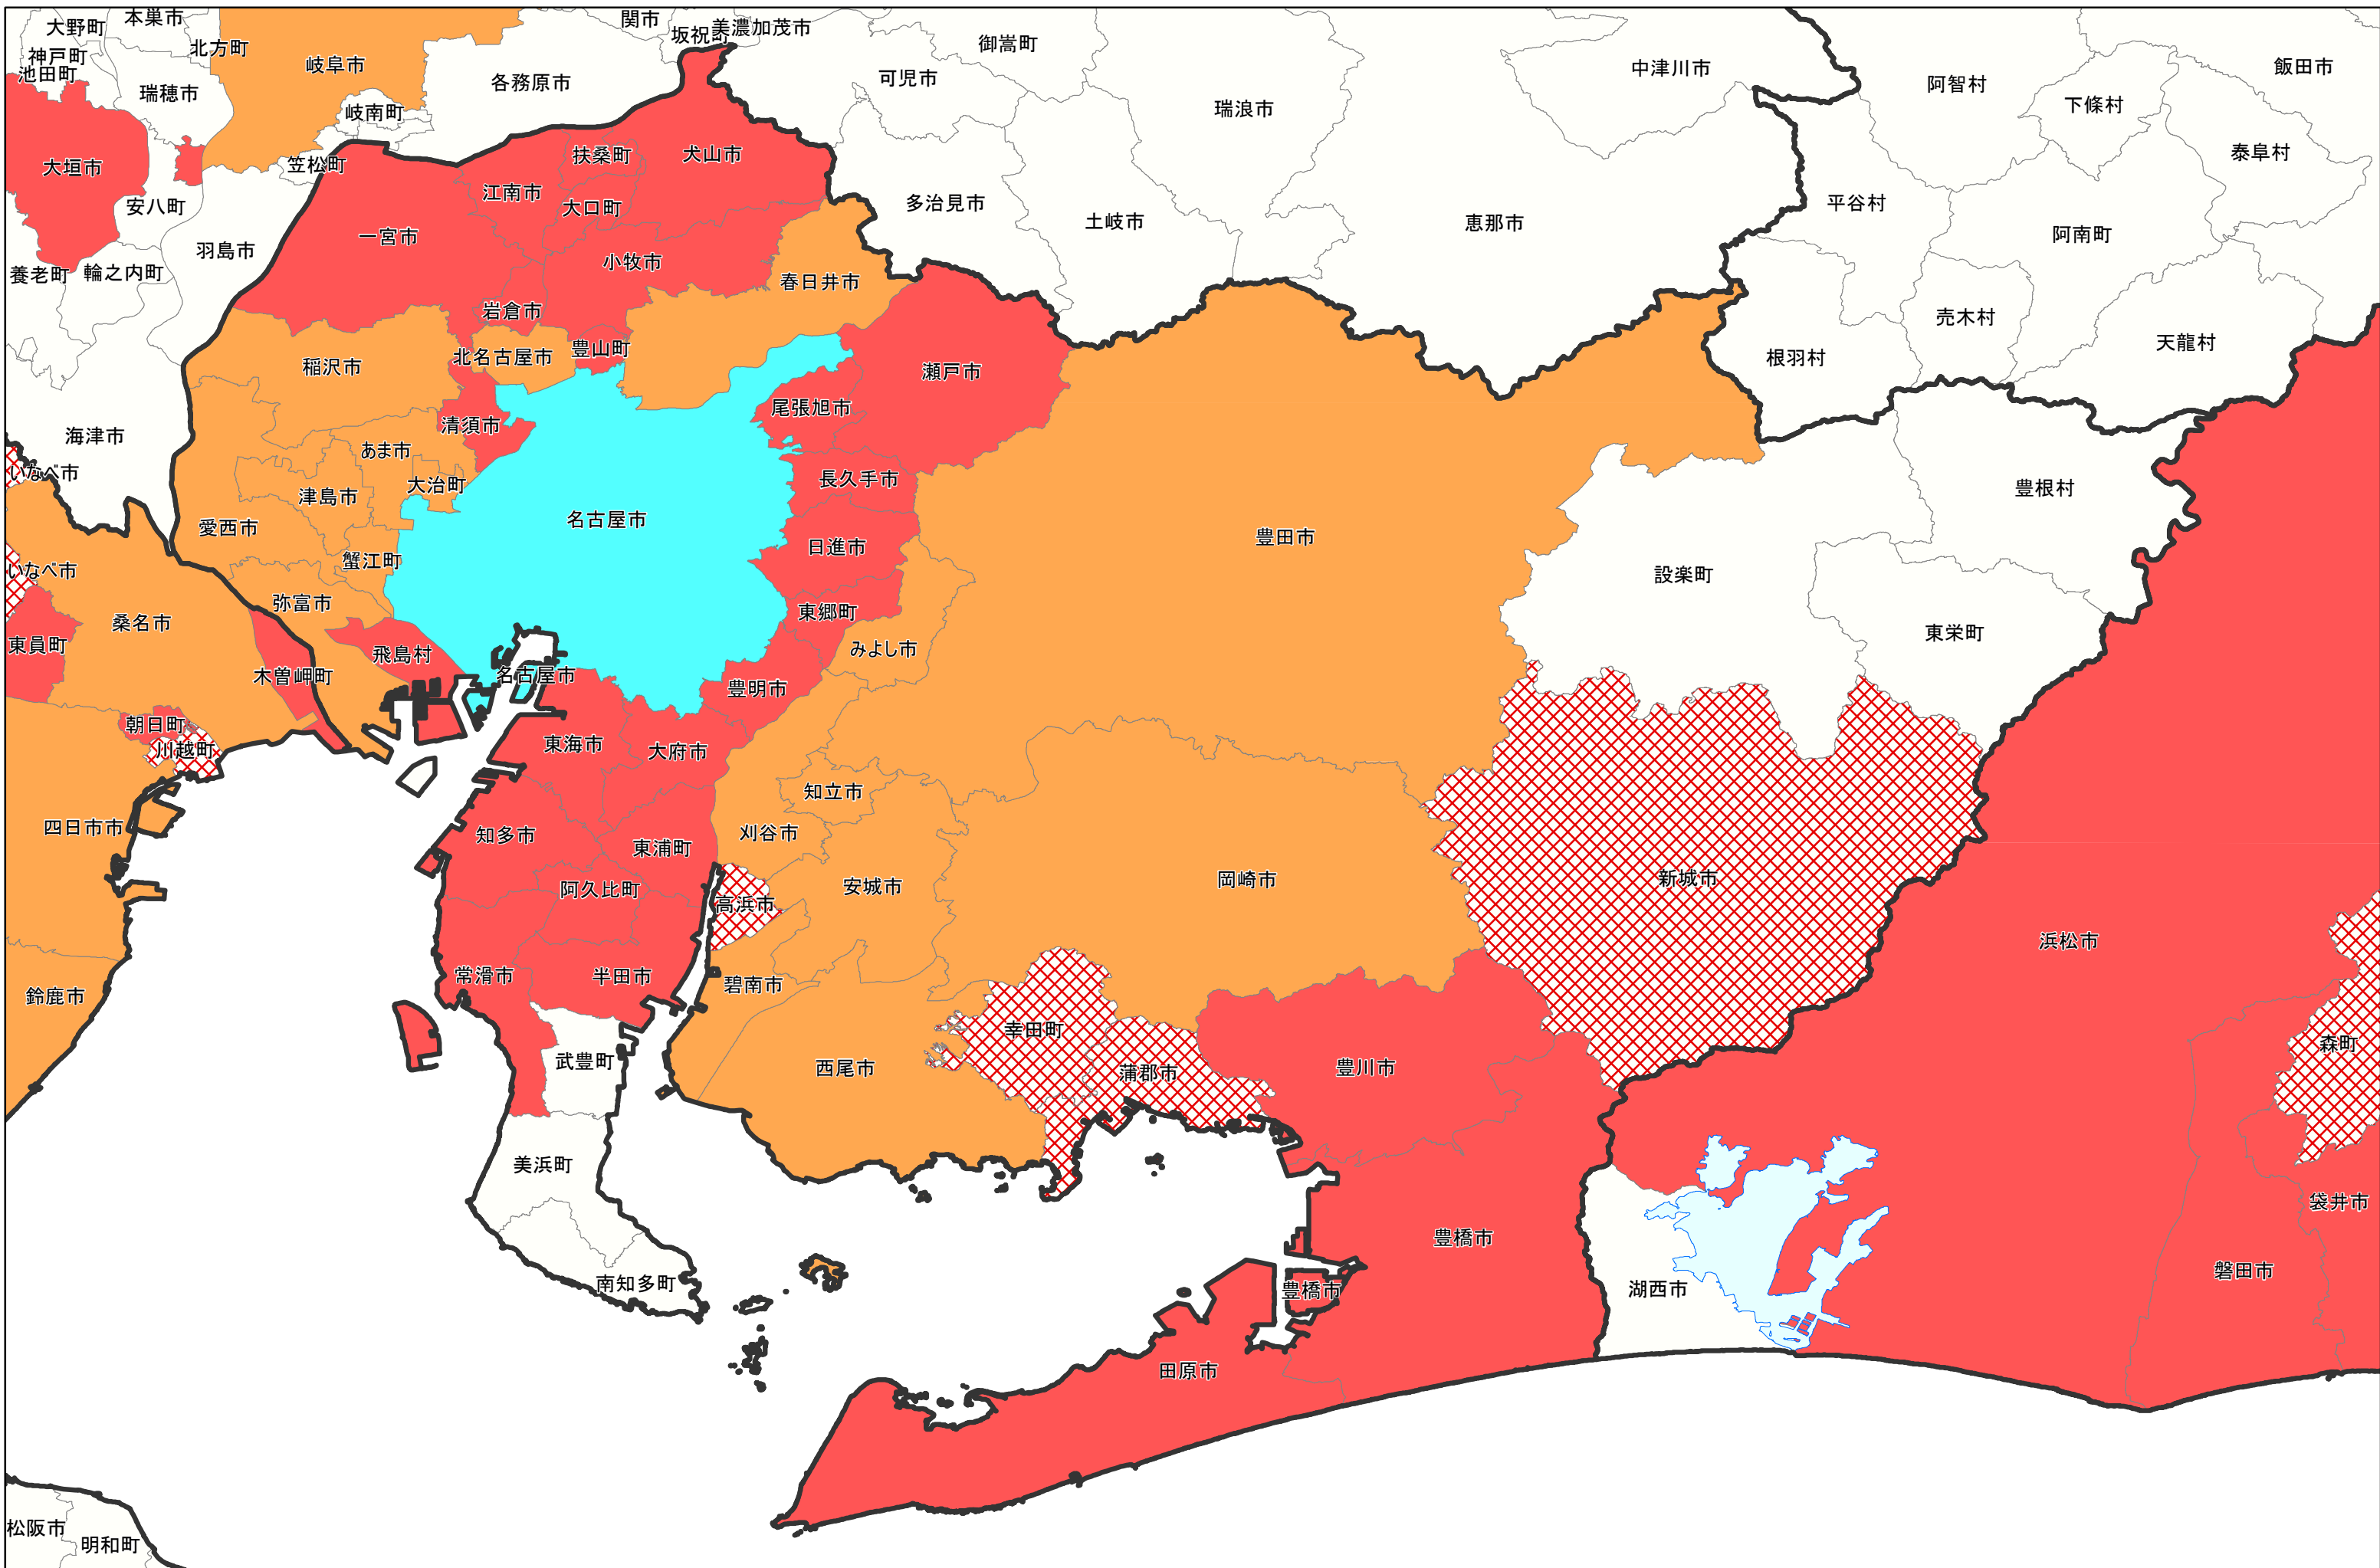 大野町
本巣市
関市
坂祝町
美濃加茂市
御嵩町
中津川市
飯田市
神戸町
北方町
岐阜市
各務原市
可児市
阿智村
池田町
瑞穂市
岐南町
瑞浪市
下條村
大垣市
笠松町
扶桑町
犬山市
泰阜村
安八町
江南市
大口町
多治見市
土岐市
恵那市
平谷村
羽島市
一宮市
阿南町
養老町
輪之内町
小牧市
春日井市
岩倉市
売木村
稲沢市
北名古屋市
豊山町
瀬戸市
根羽村
天龍村
海津市
清須市
尾張旭市
あま市
いなべ市
津島市
大治町
長久手市
豊根村
愛西市
名古屋市
豊田市
いなべ市
蟹江町
日進市
設楽町
桑名市
弥富市
東郷町
東員町
木曽岬町
飛島村
名古屋市
みよし市
東栄町
豊明市
朝日町
川越町
東海市
大府市
四日市市
知多市
東浦町
知立市
刈谷市
阿久比町
高浜市
安城市
岡崎市
新城市
浜松市
鈴鹿市
常滑市
半田市
碧南市
武豊町
西尾市
幸田町
蒲郡市
豊川市
森町
美浜町
袋井市
南知多町
豊橋市
豊橋市
湖西市
磐田市
田原市
松阪市
明和町